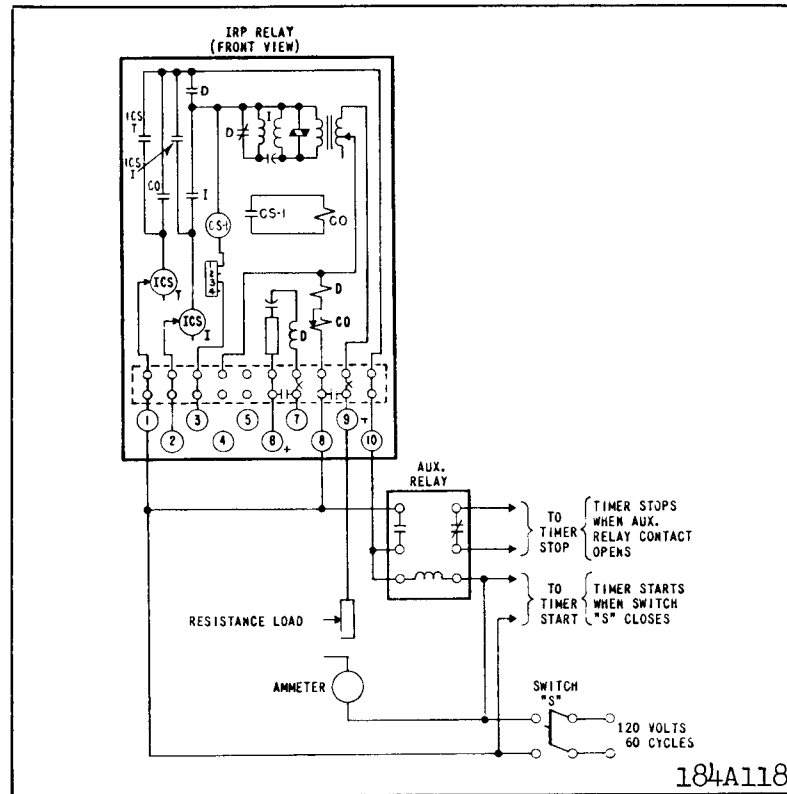 IRP RELAY
(FRONT VIEW)
ICS
T
ICS
I
D
CO
I
D
I
CS-1
CS-1
CO
1
2
3
4
ICS
T
ICS
I
D
CO
D
1
2
3
4
5
6
+
7
8
9
+
10
AUX.
RELAY
TO
TIMER
STOP
TIMER STOPS
WHEN AUX.
RELAY CONTACT
OPENS
TO
TIMER
START
TIMER STARTS
WHEN SWITCH
"S" CLOSES
RESISTANCE LOAD
AMMETER
SWITCH
"S"
120 VOLTS
60 CYCLES
184A118